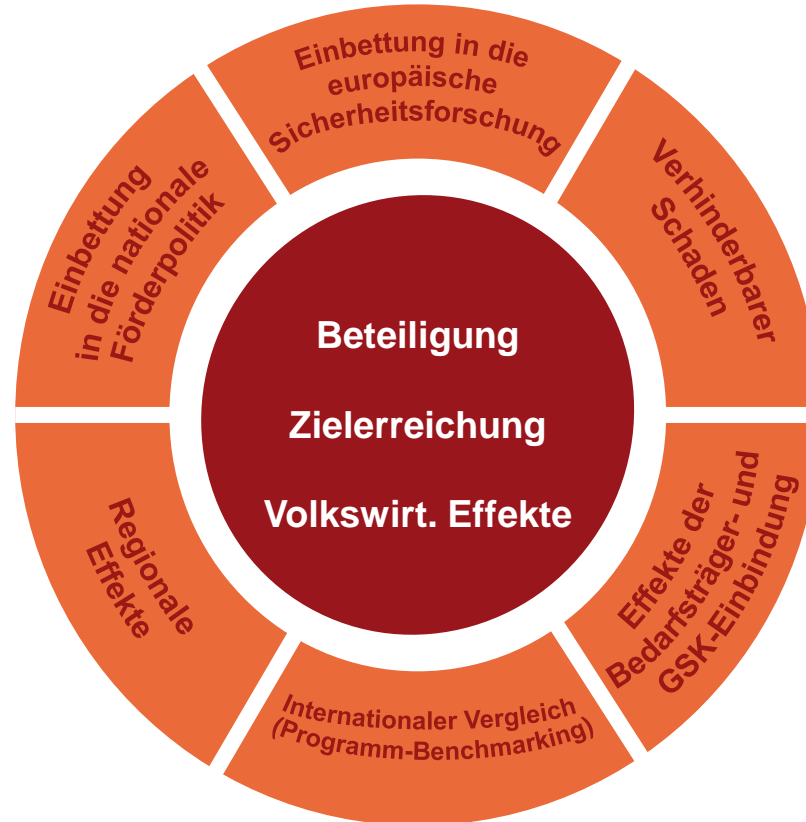 Einbettung in die
europäische
Sicherheitsforschung
Verhinderbarer
Schaden
Effekte der
Bedarfsträger- und
GSK-Einbindung
Internationaler Vergleich
(Programm-Benchmarking)
Regionale
Effekte
Einbettung
in die nationale
Förderpolitik
Beteiligung
Zielerreichung
Volkswirt. Effekte